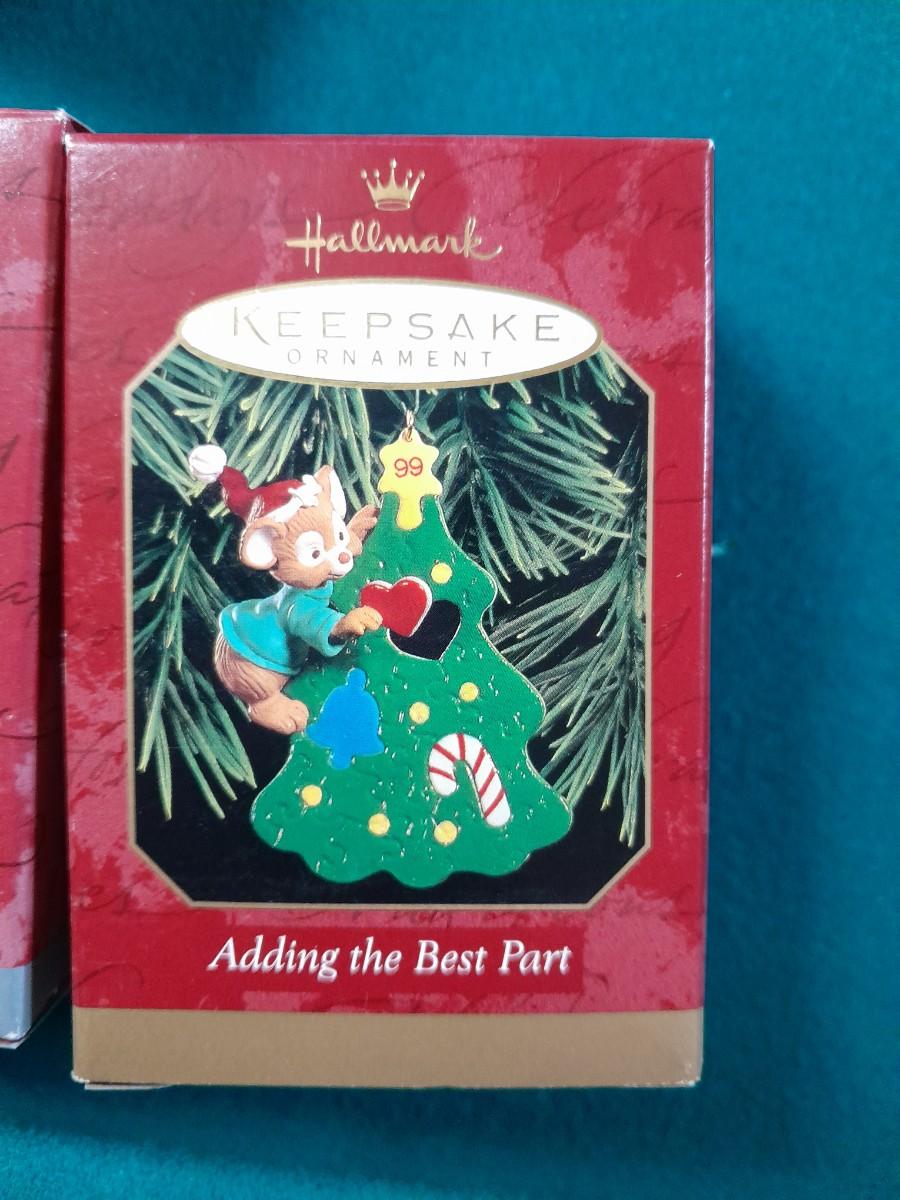 Hallmark
KEEPSAKE
ORNAMENT
99
Adding the Best Part